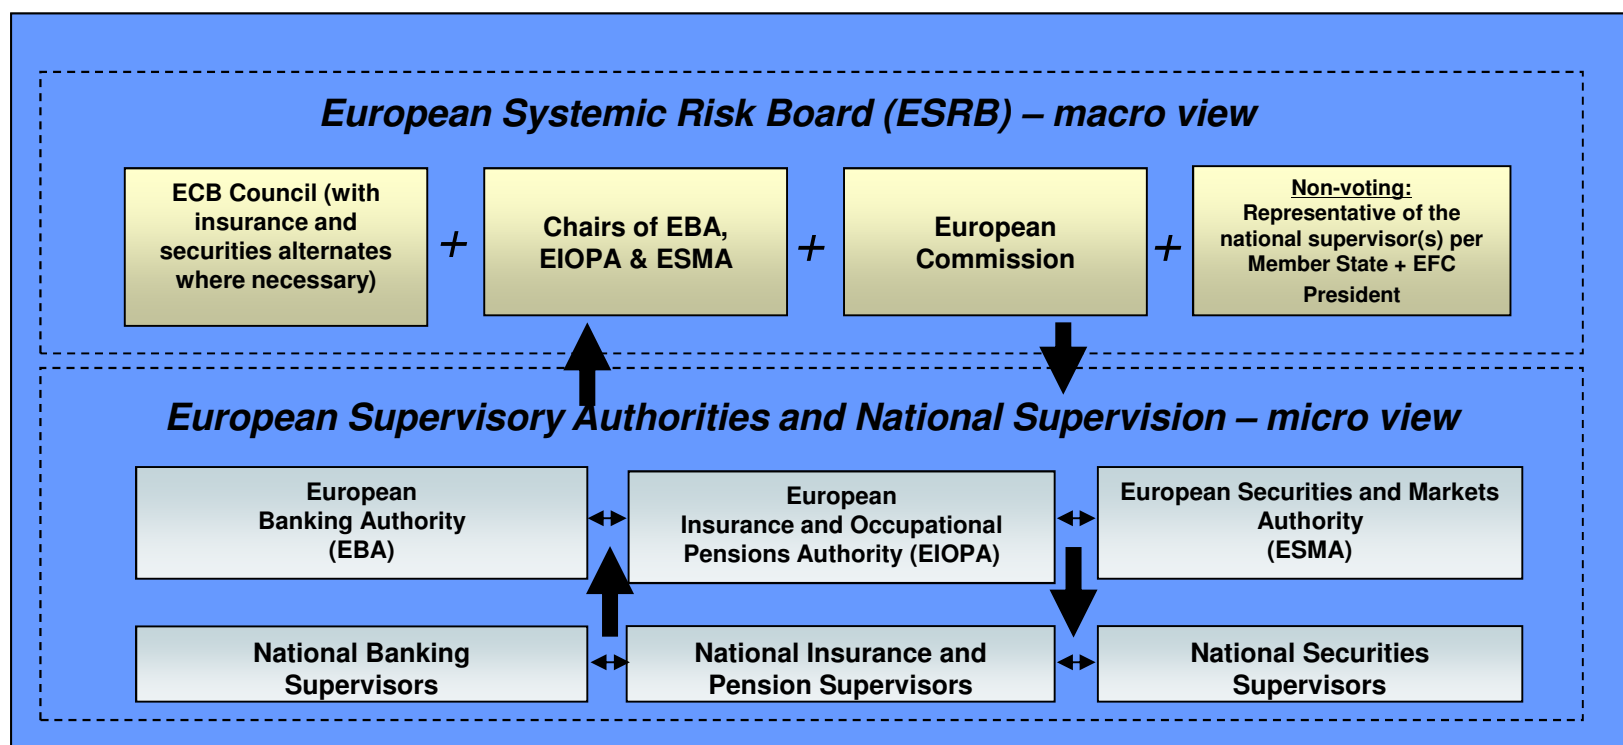 European Systemic Risk Board (ESRB) – macro view
ECB Council (with
insurance and
securities alternates
where necessary)
+
Chairs of EBA,
EIOPA & ESMA
+
European
Commission
+
Non-voting:
Representative of the
national supervisor(s) per
Member State + EFC
President
European Supervisory Authorities and National Supervision – micro view
European
Banking Authority
(EBA)
European
Insurance and Occupational
Pensions Authority (EIOPA)
European Securities and Markets
Authority
(ESMA)
National Banking
Supervisors
National Insurance and
Pension Supervisors
National Securities
Supervisors